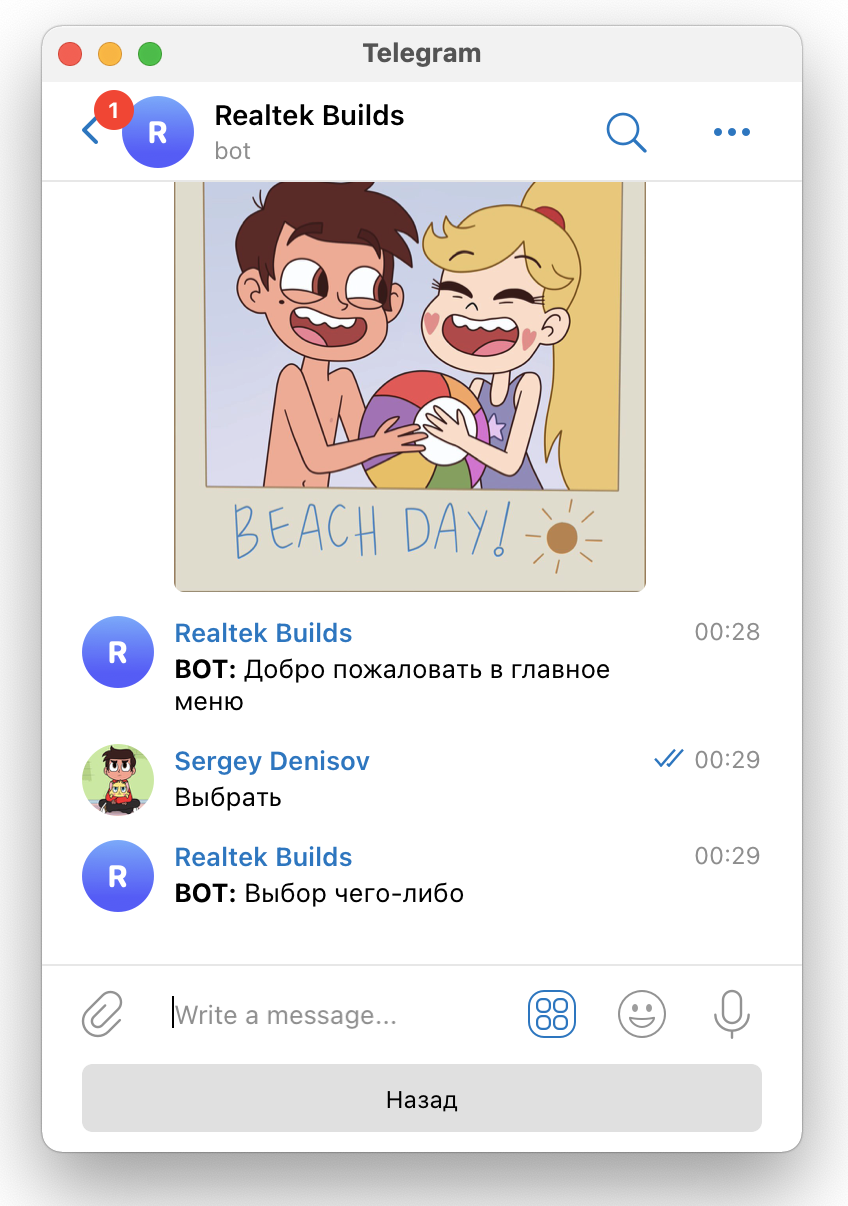 Telegram
1
R
Realtek Builds
bot
BEACH DAY!
R
Realtek Builds
00:28
BOT: Добро пожаловать в главное
меню
Sergey Denisov
00:29
Выбрать
R
Realtek Builds
00:29
BOT: Выбор чего-либо
Write a message...
Назад